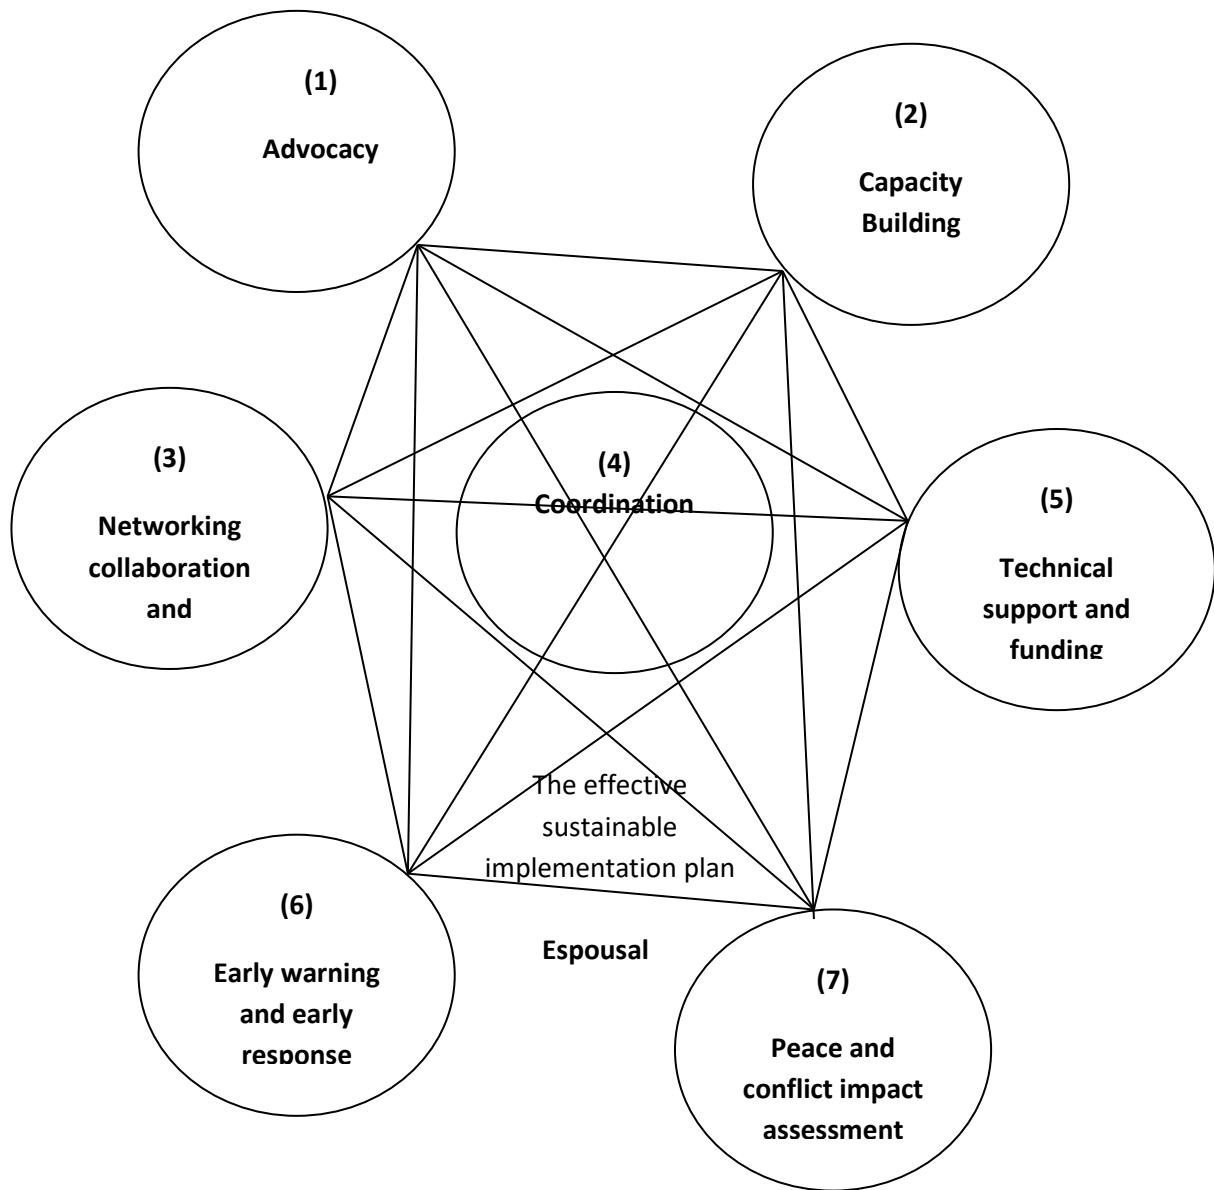 (1)
Advocacy
(2)
Capacity
Building
(3)
Networking
collaboration
and
(4)
Coordination
(5)
Technical
support and
funding
The effective
sustainable
implementation plan
Espousal
(6)
Early warning
and early
response
(7)
Peace and
conflict impact
assessment